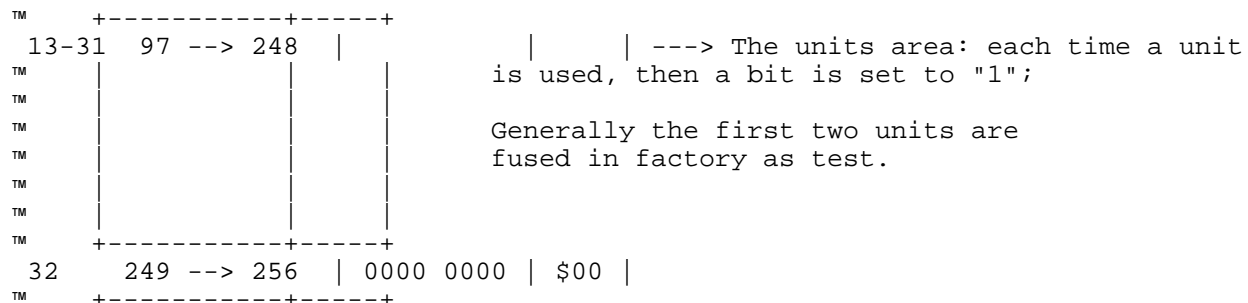 ™ +-----------+-----+
13-31 97 --> 248 | | | ---> The units area: each time a unit
™ | | | is used, then a bit is set to "1";
™ | | |
™ | | | Generally the first two units are
™ | | | fused in factory as test.
™ | | |
™ | | |
™ +-----------+-----+
32 249 --> 256 | 0000 0000 | $00 |
™ +-----------+-----+